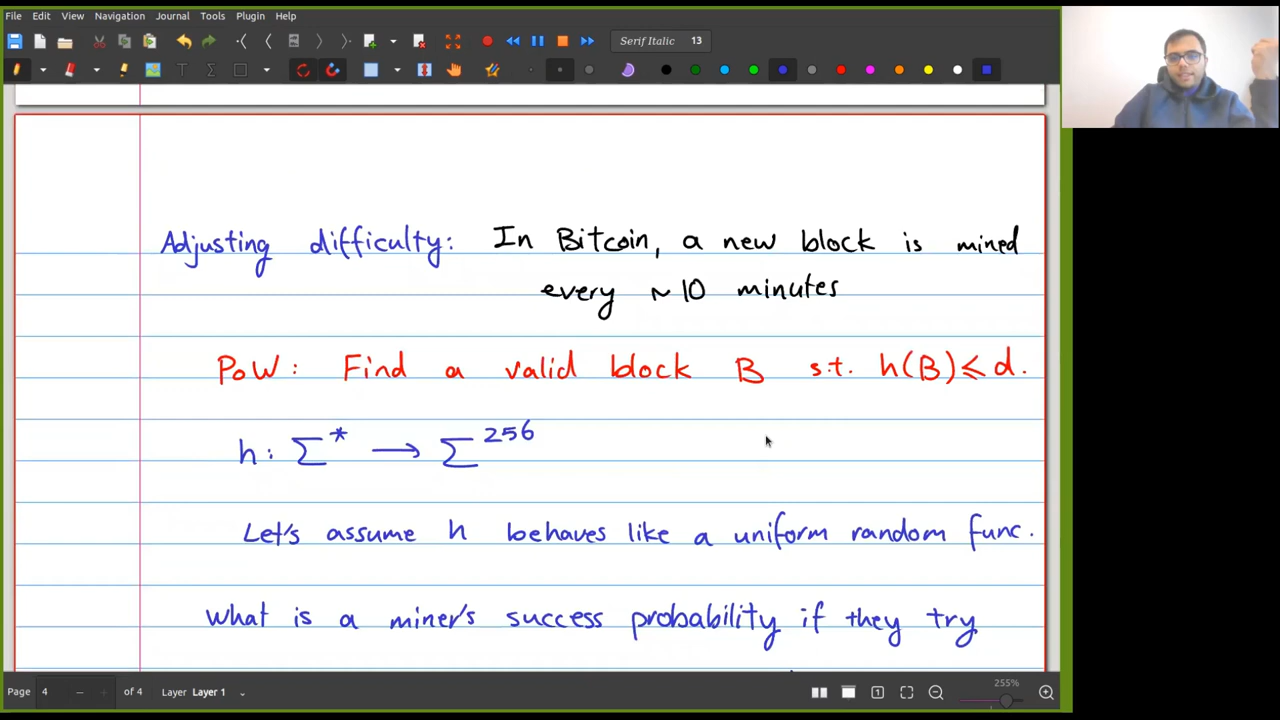 File Edit View Navigation Journal Tools Plugin Help
Serif Italic 13
Adjusting difficulty: In Bitcoin, a new block is mined
every ~10 minutes
PoW: Find a valid block B s.t. h(B)≤d.
h: Σ* → Σ^256
Let's assume h behaves like a uniform random func.
What is a miner's success probability if they try
Page 4 of 4 Layer Layer 1 255%